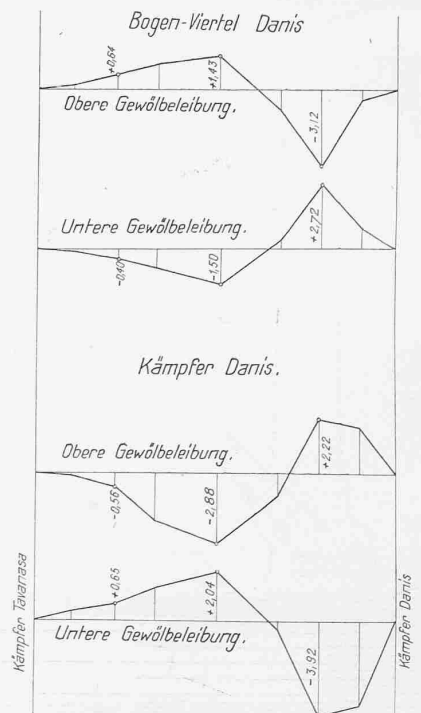 Bogen-Viertel Danis
+0,64
+1,43
Obere Gewölbeleibung.
-3,12
Untere Gewölbeleibung.
+2,72
-0,40
-1,50
Kämpfer Danis.
Obere Gewölbeleibung.
+2,22
-0,56
-2,88
+0,65
+2,04
Untere Gewölbeleibung.
-3,92
Kämpfer Tavanasa
Kämpfer Danis